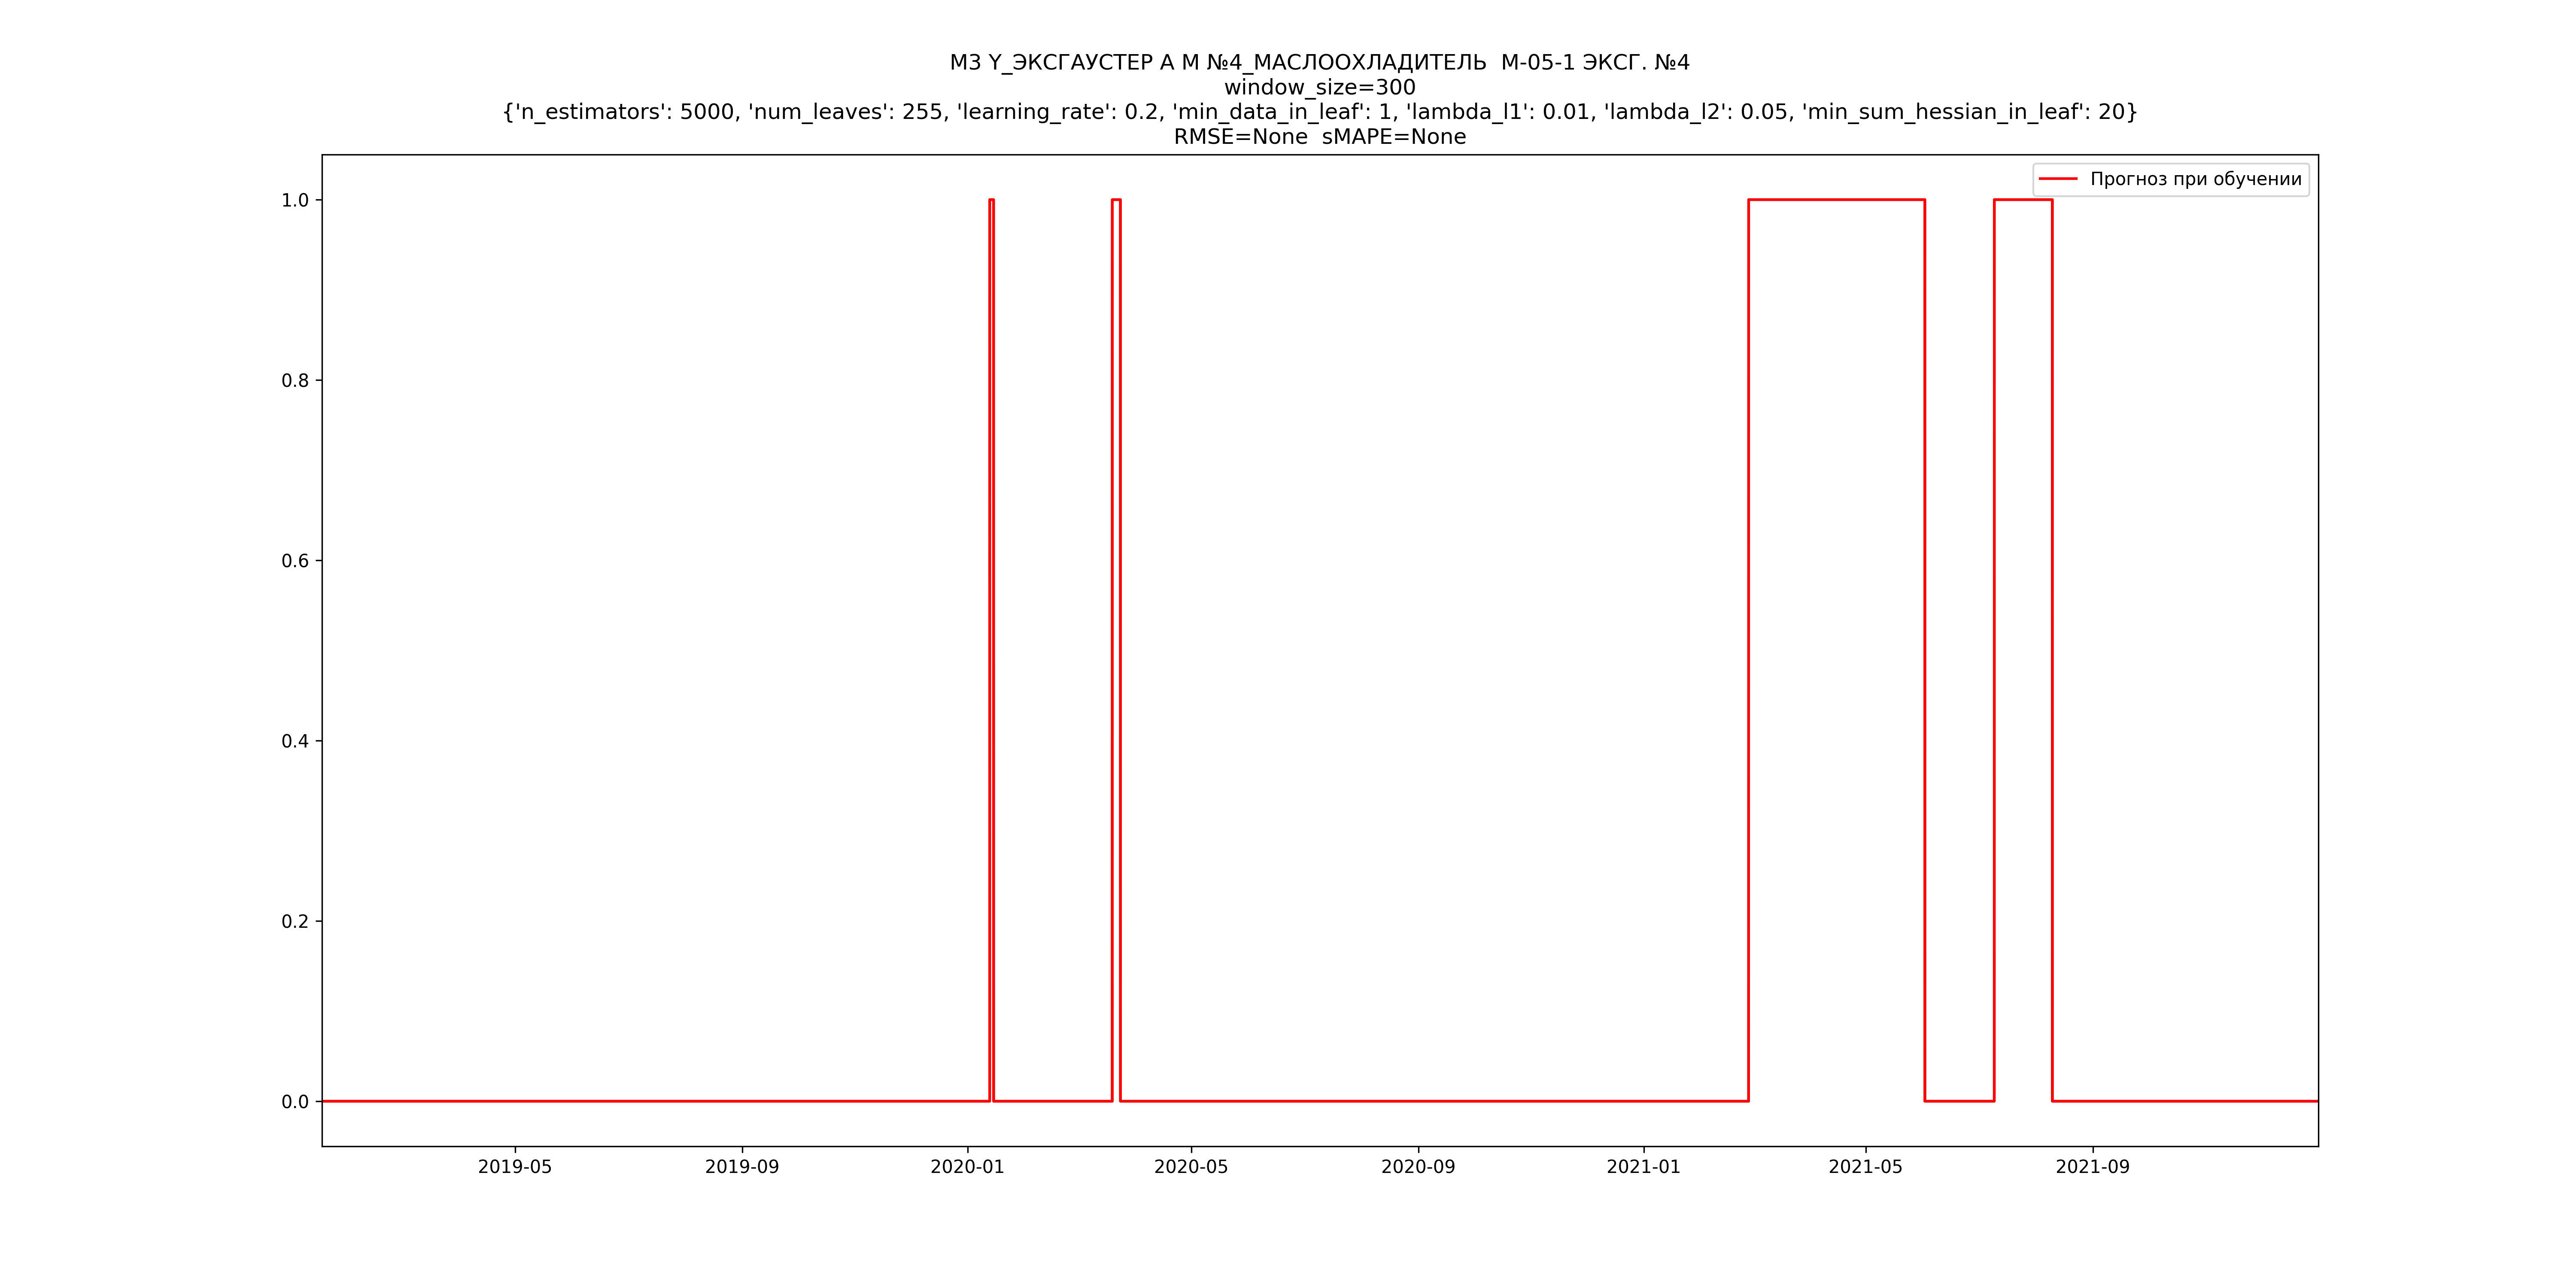 МЗ Y_ЭКСГАУСТЕР А М №4_МАСЛООХЛАДИТЕЛЬ  М-05-1 ЭКСГ. №4
window_size=300
{'n_estimators': 5000, 'num_leaves': 255, 'learning_rate': 0.2, 'min_data_in_leaf': 1, 'lambda_l1': 0.01, 'lambda_l2': 0.05, 'min_sum_hessian_in_leaf': 20}
RMSE=None  sMAPE=None
Прогноз при обучении
1.0
0.8
0.6
0.4
0.2
0.0
2019-05 2019-09 2020-01 2020-05 2020-09 2021-01 2021-05 2021-09